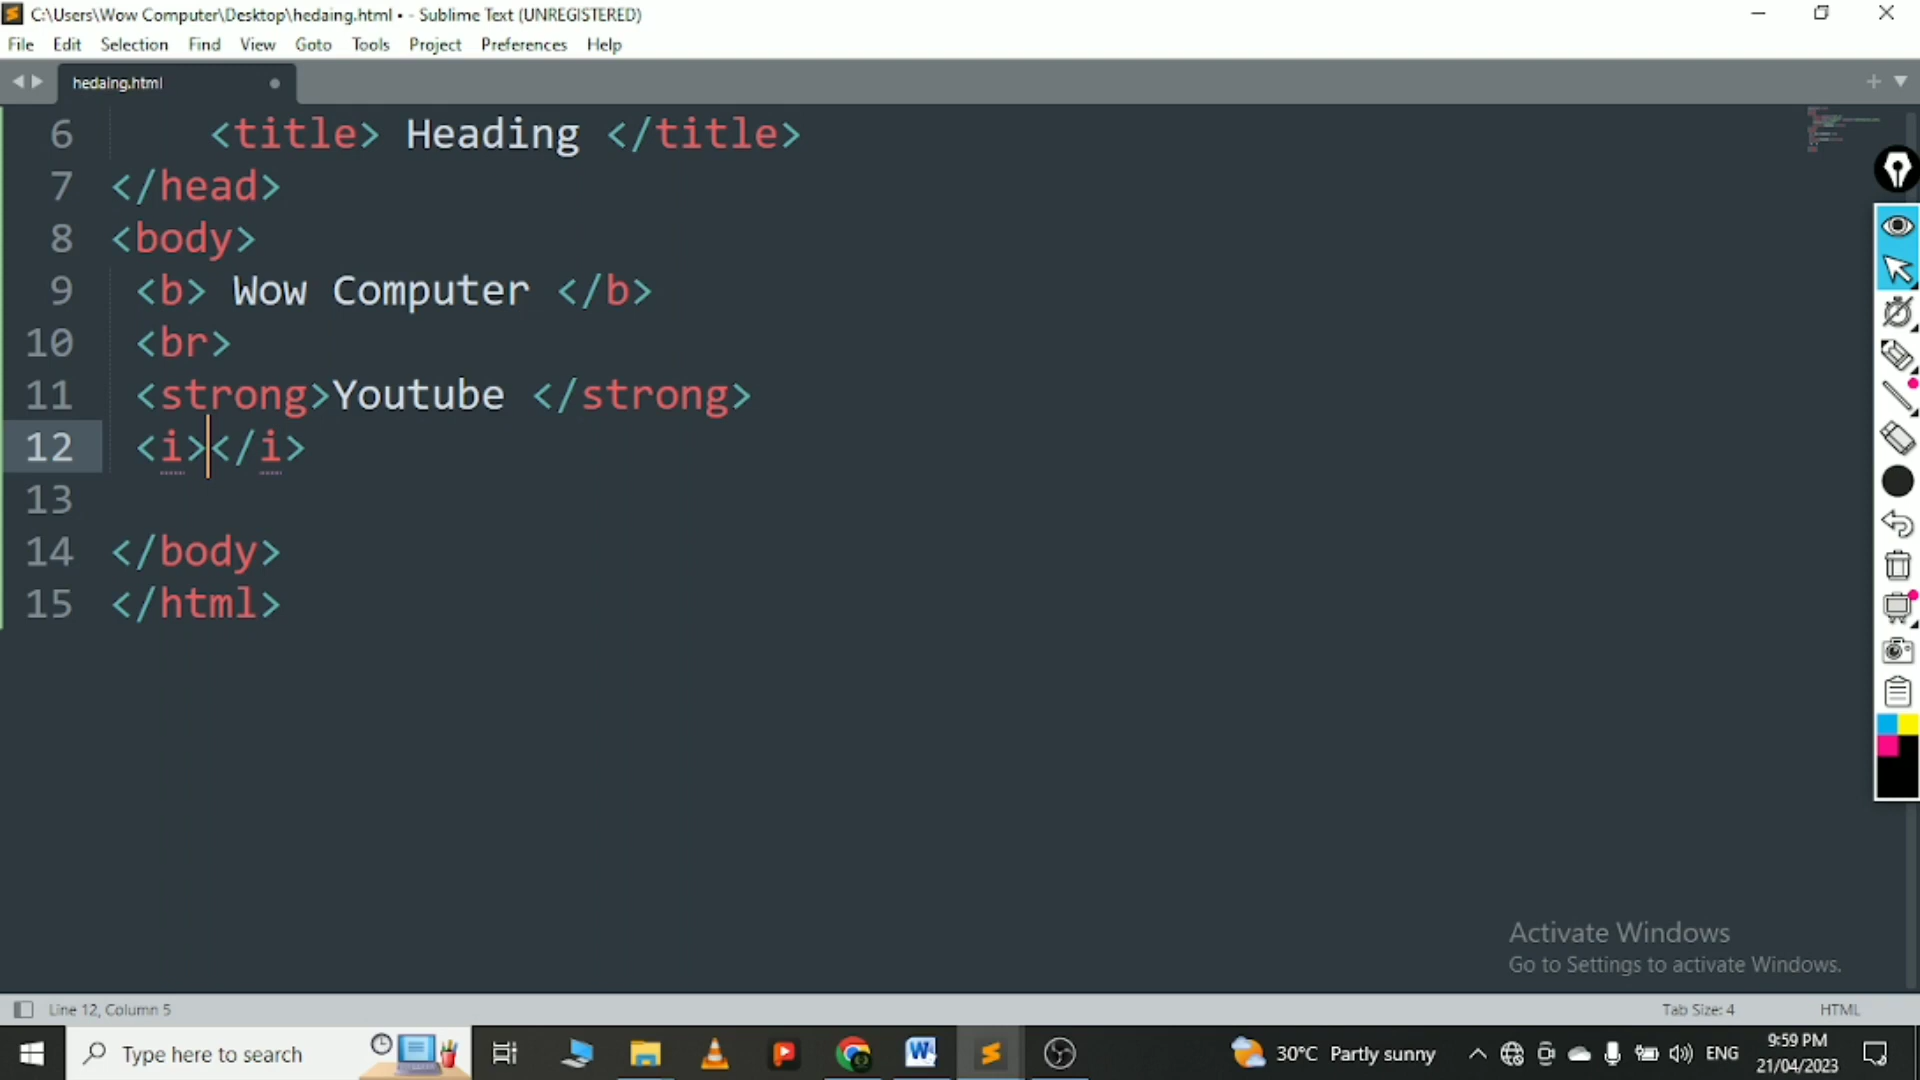 C:\Users\Wow Computer\Desktop\hedaing.html • - Sublime Text (UNREGISTERED)
File Edit Selection Find View Goto Tools Project Preferences Help
hedaing.html
6 <title> Heading </title>
7 </head>
8 <body>
9 <b> Wow Computer </b>
10 <br>
11 <strong>Youtube </strong>
12 <i></i>
13
14 </body>
15 </html>
Activate Windows
Go to Settings to activate Windows.
Line 12, Column 5 Tab Size: 4 HTML
Type here to search 30°C Partly sunny ENG 9:59 PM
21/04/2023